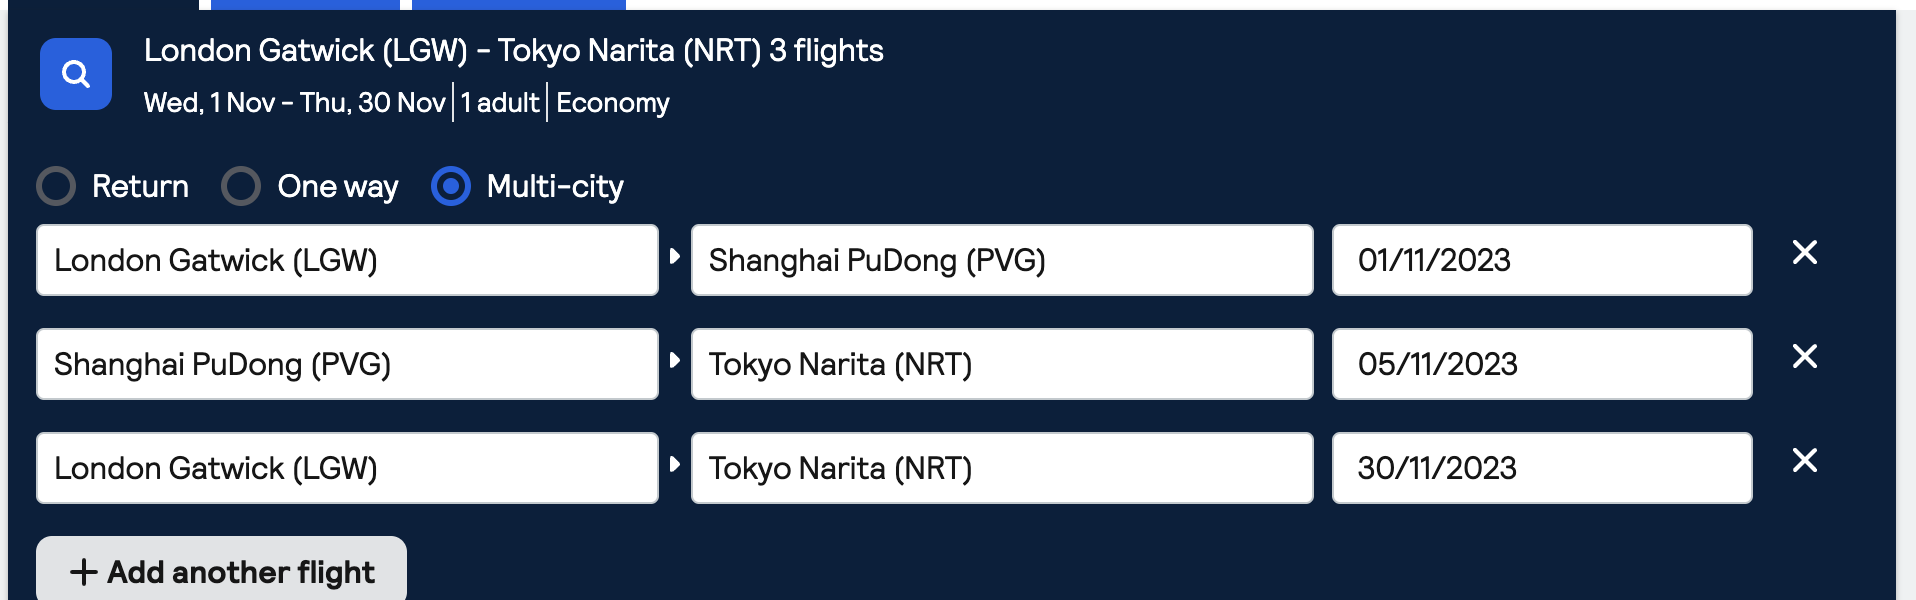 London Gatwick (LGW) - Tokyo Narita (NRT) 3 flights
Wed, 1 Nov - Thu, 30 Nov 1 adult Economy
Return One way Multi-city
London Gatwick (LGW) Shanghai PuDong (PVG) 01/11/2023
Shanghai PuDong (PVG) Tokyo Narita (NRT) 05/11/2023
London Gatwick (LGW) Tokyo Narita (NRT) 30/11/2023
+ Add another flight